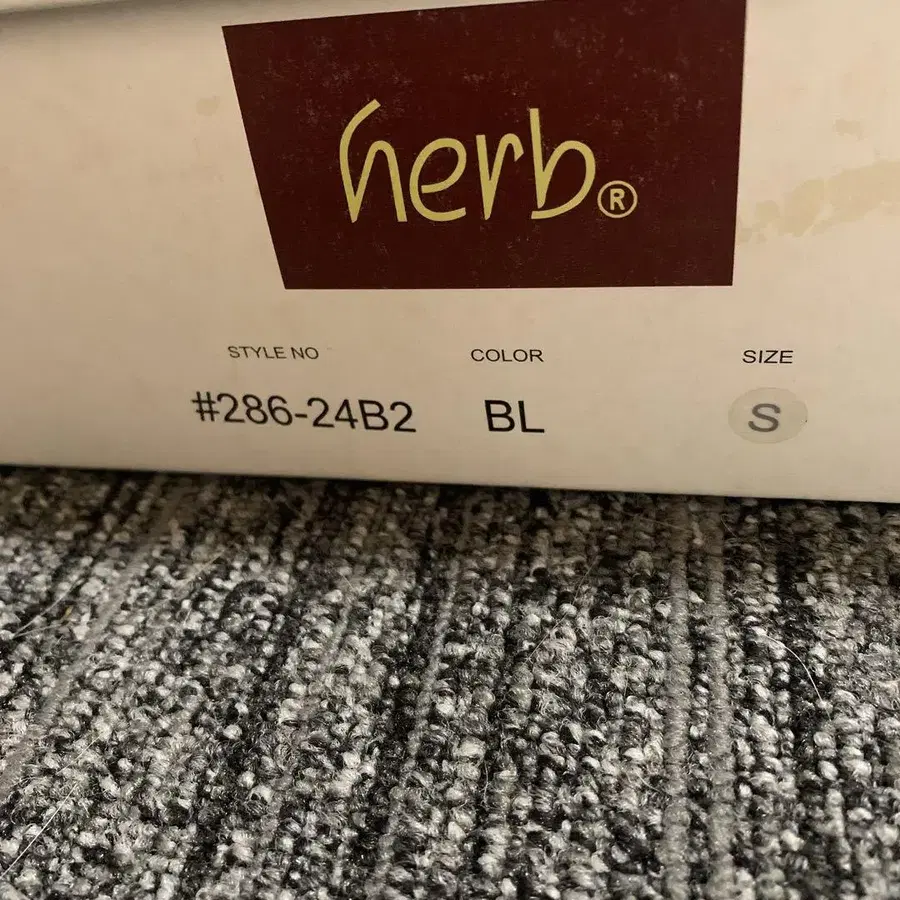 herb®
STYLE NO COLOR SIZE
#286-24B2 BL S